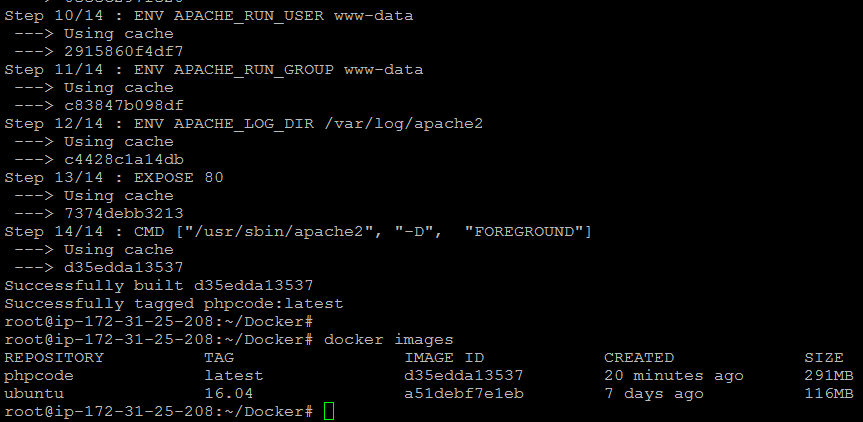 Step 10/14 : ENV APACHE_RUN_USER www-data
---> Using cache
---> 2915860f4df7
Step 11/14 : ENV APACHE_RUN_GROUP www-data
---> Using cache
---> c83847b098df
Step 12/14 : ENV APACHE_LOG_DIR /var/log/apache2
---> Using cache
---> c4428c1a14db
Step 13/14 : EXPOSE 80
---> Using cache
---> 7374debb3213
Step 14/14 : CMD ["/usr/sbin/apache2", "-D",  "FOREGROUND"]
---> Using cache
---> d35edda13537
Successfully built d35edda13537
Successfully tagged phpcode:latest
root@ip-172-31-25-208:~/Docker#
root@ip-172-31-25-208:~/Docker# docker images
REPOSITORY TAG IMAGE ID CREATED SIZE
phpcode latest d35edda13537 20 minutes ago 291MB
ubuntu 16.04 a51debf7e1eb 7 days ago 116MB
root@ip-172-31-25-208:~/Docker#